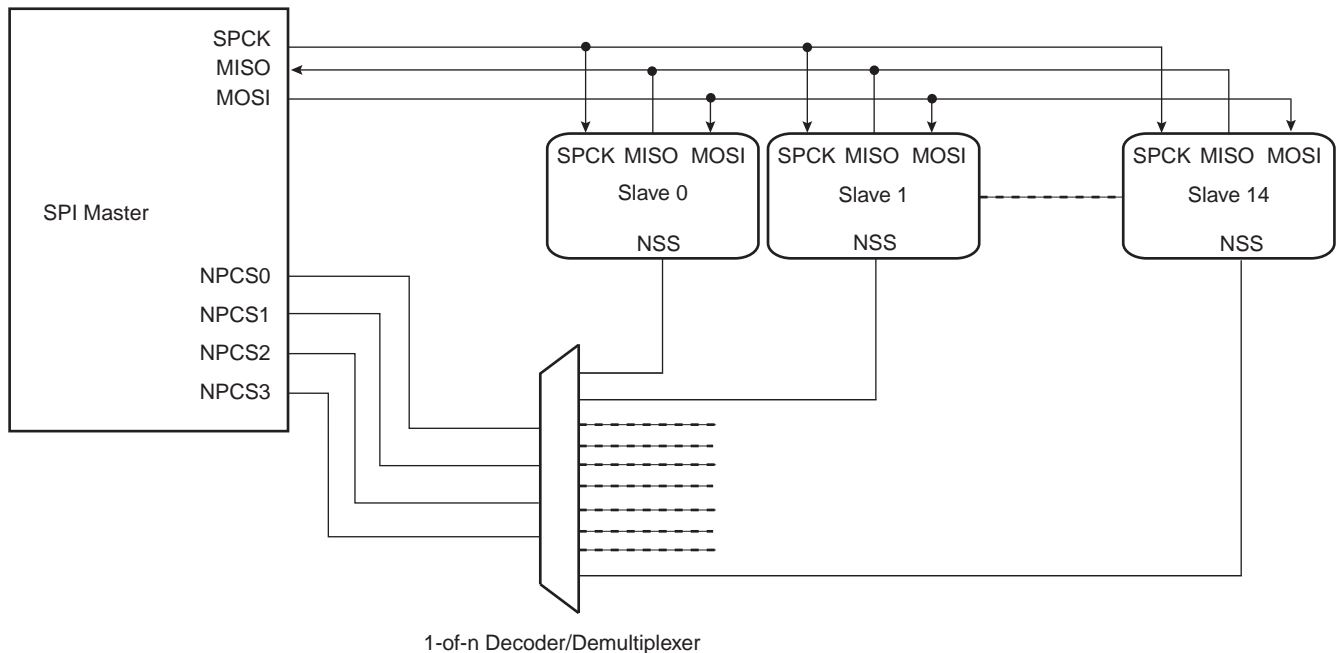 SPCK
MISO
MOSI
SPI Master
NPCS0
NPCS1
NPCS2
NPCS3
SPCK MISO MOSI
Slave 0
NSS
SPCK MISO MOSI
Slave 1
NSS
SPCK MISO MOSI
Slave 14
NSS
1-of-n Decoder/Demultiplexer